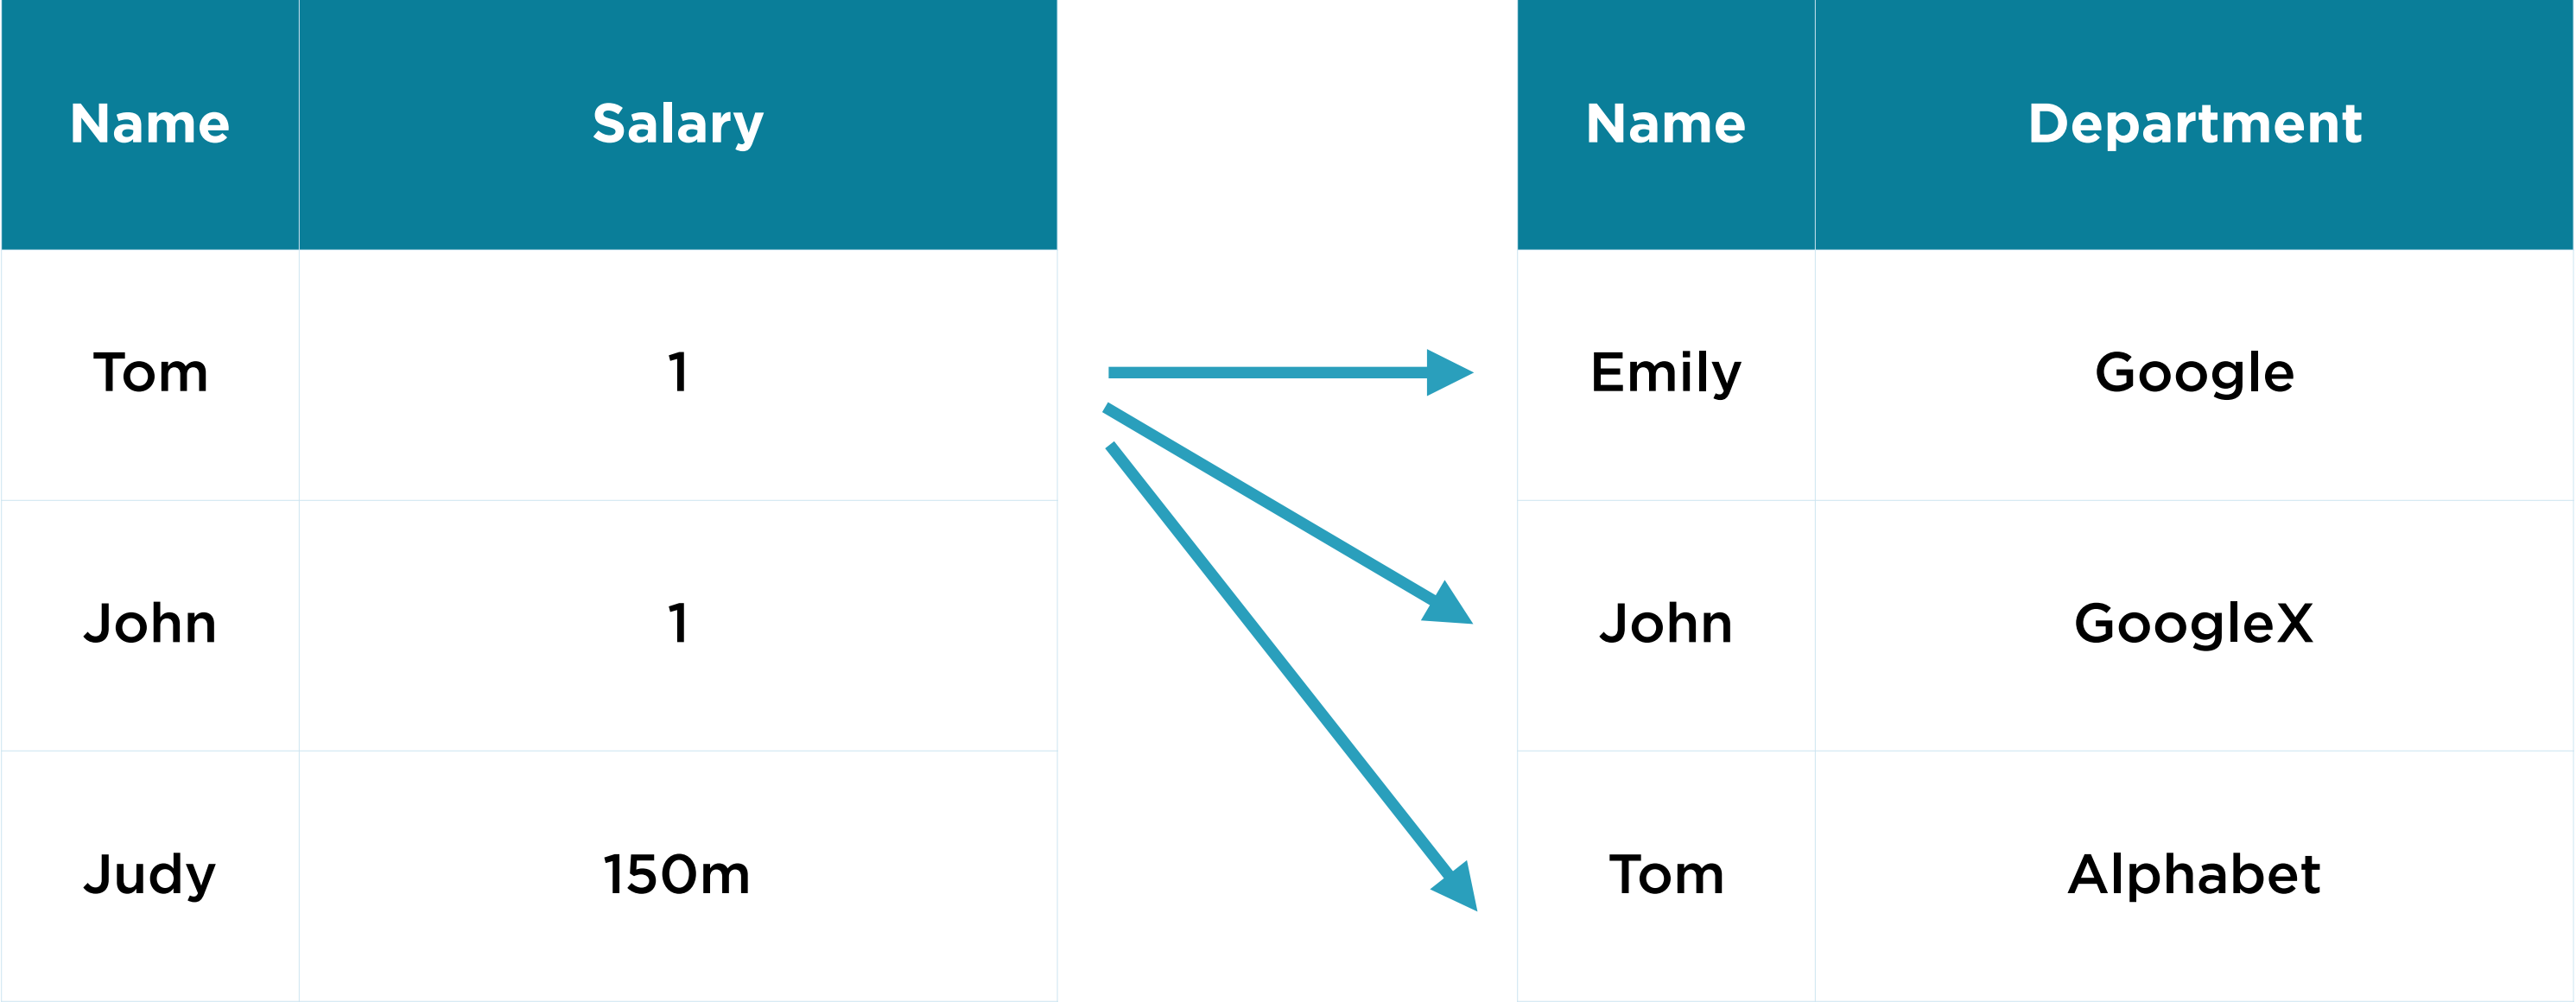 Name Salary
Tom 1
John 1
Judy 150m
Name Department
Emily Google
John GoogleX
Tom Alphabet